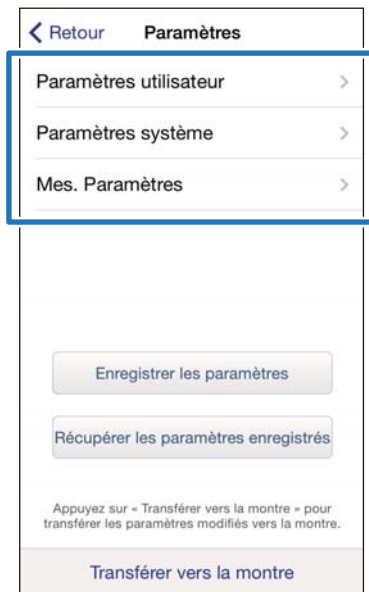 Retour Paramètres
Paramètres utilisateur
Paramètres système
Mes. Paramètres
Enregistrer les paramètres
Récupérer les paramètres enregistrés
Appuyez sur « Transférer vers la montre » pour
transférer les paramètres modifiés vers la montre.
Transférer vers la montre